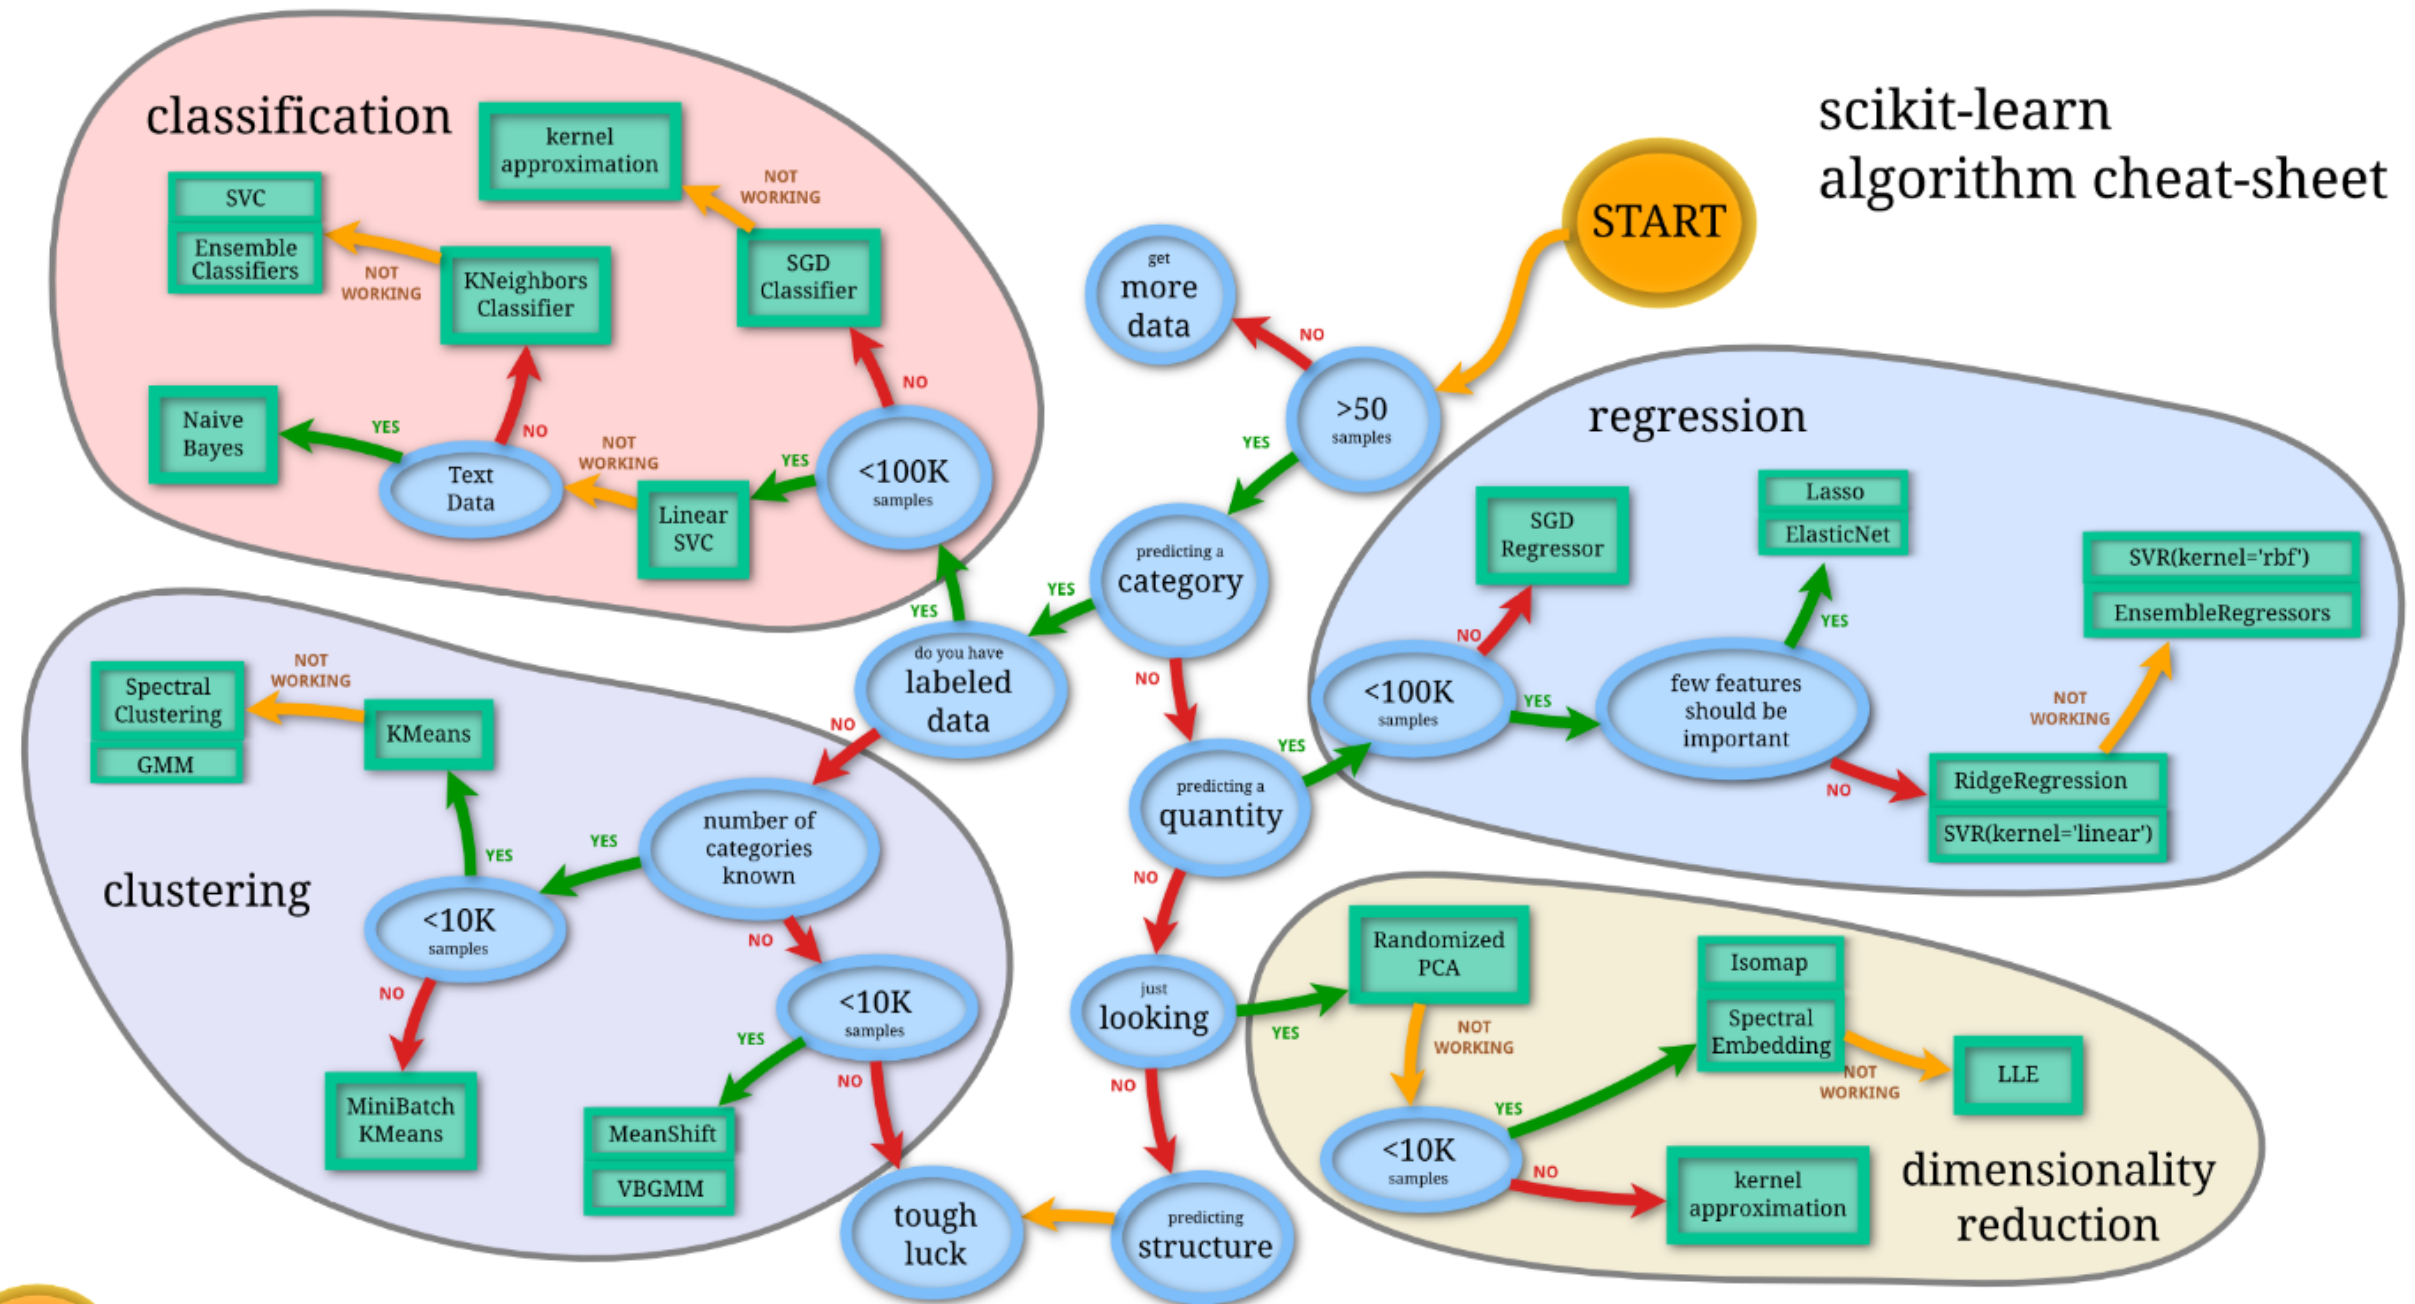 scikit-learn
algorithm cheat-sheet
START
>50
samples
NO
get
more
data
YES
predicting a
category
YES
do you have
labeled
data
YES
NO
NO
predicting a
quantity
YES
NO
just
looking
YES
NO
predicting
structure
tough
luck
classification
<100K
samples
NO
SGD
Classifier
NOT
WORKING
kernel
approximation
YES
Linear
SVC
NOT
WORKING
Text
Data
YES
Naive
Bayes
NO
KNeighbors
Classifier
NOT
WORKING
SVC
Ensemble
Classifiers
clustering
number of
categories
known
YES
<10K
samples
YES
KMeans
NOT
WORKING
Spectral
Clustering
GMM
NO
MiniBatch
KMeans
NO
<10K
samples
YES
MeanShift
VBGMM
NO
regression
<100K
samples
NO
SGD
Regressor
YES
few features
should be
important
YES
Lasso
ElasticNet
NO
RidgeRegression
SVR(kernel='linear')
NOT
WORKING
SVR(kernel='rbf')
EnsembleRegressors
dimensionality
reduction
Randomized
PCA
NOT
WORKING
<10K
samples
YES
Isomap
Spectral
Embedding
NOT
WORKING
LLE
NO
kernel
approximation